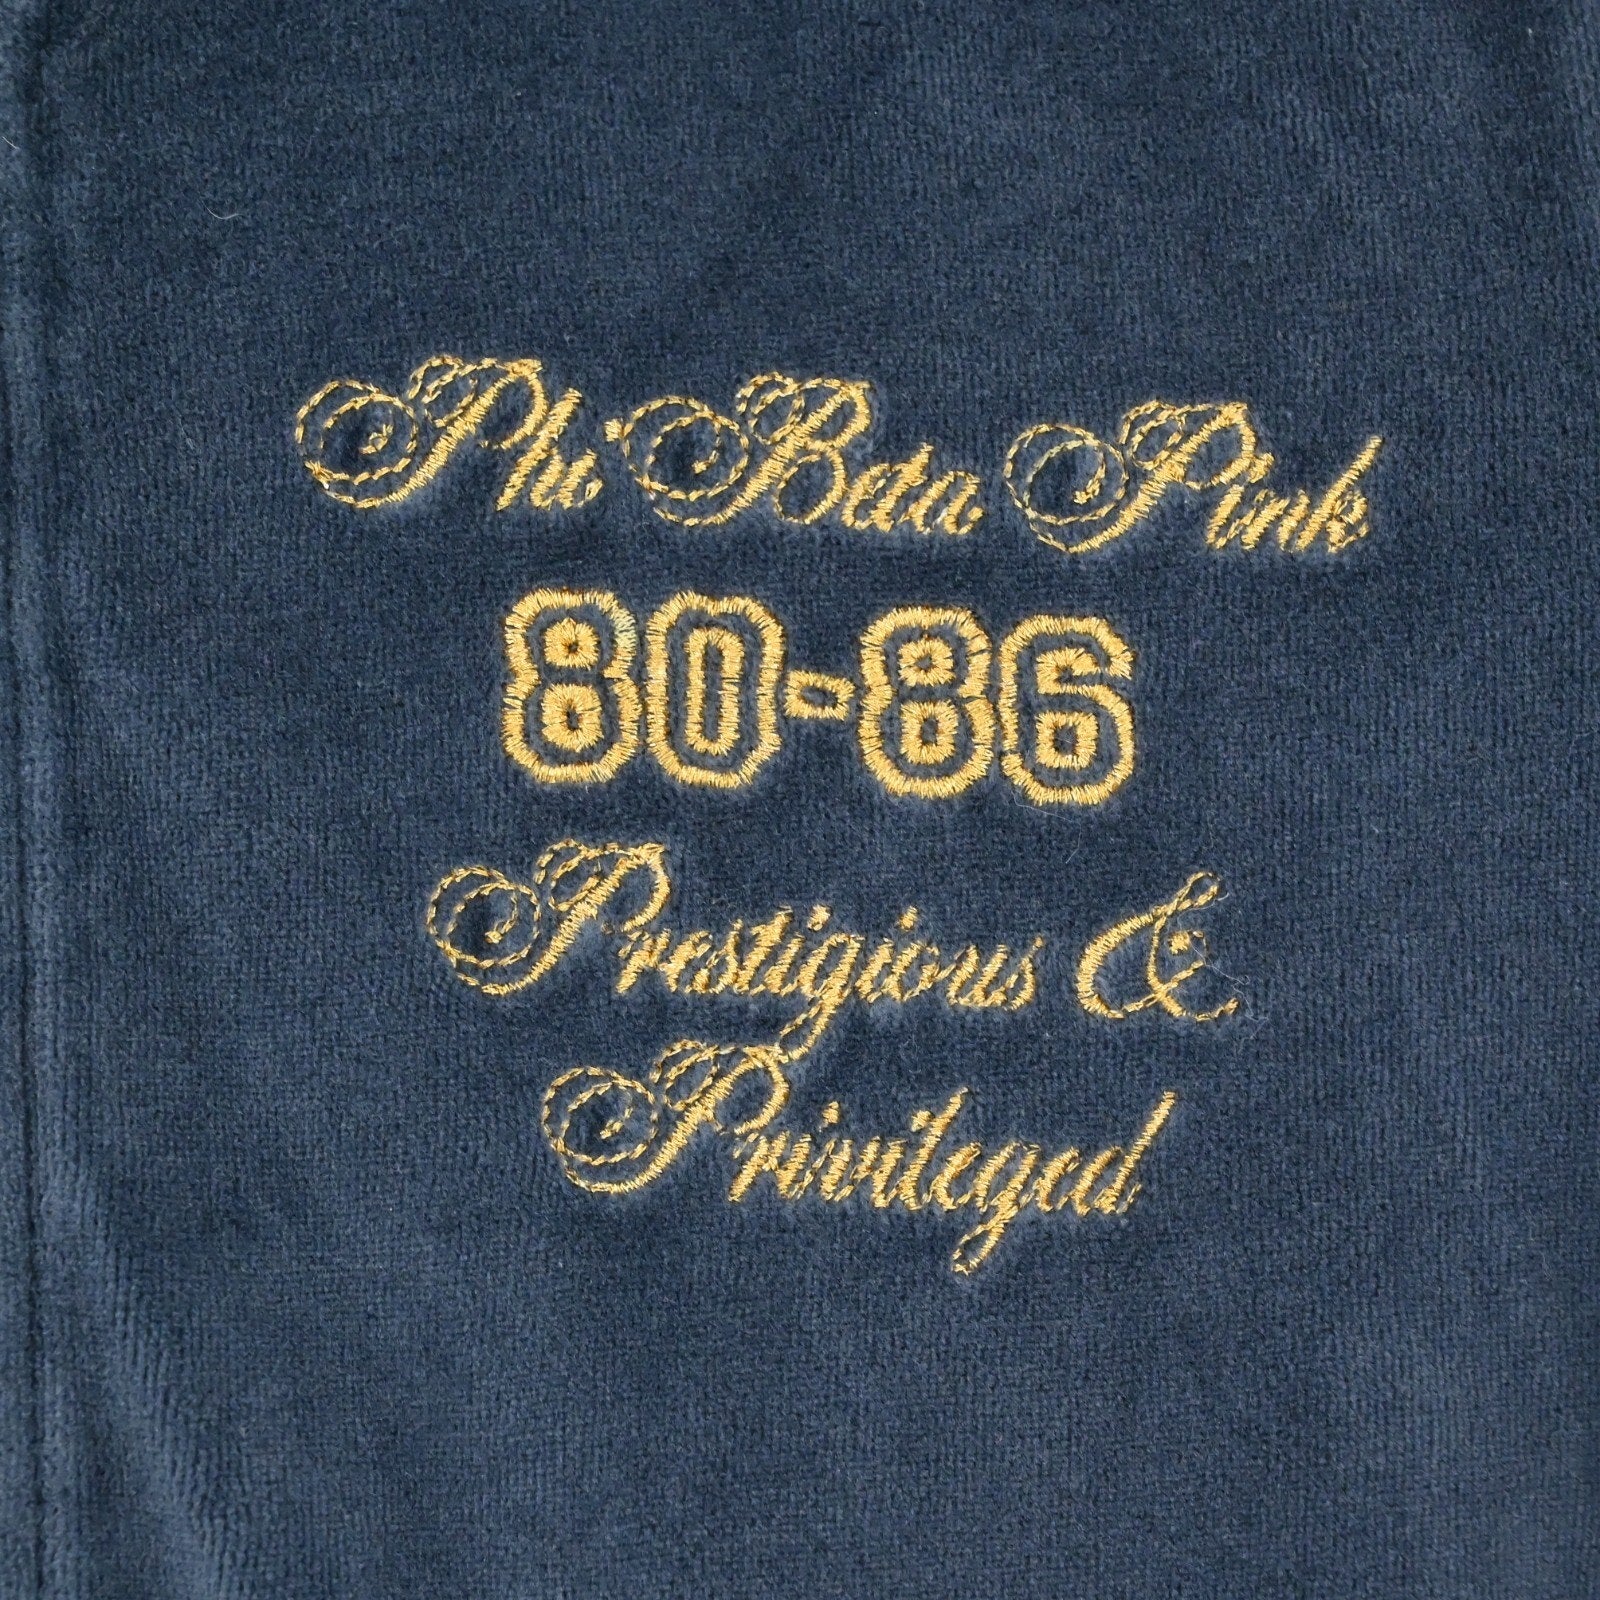 Phi Beta Pink
80-86
Prestigious &
Privileged